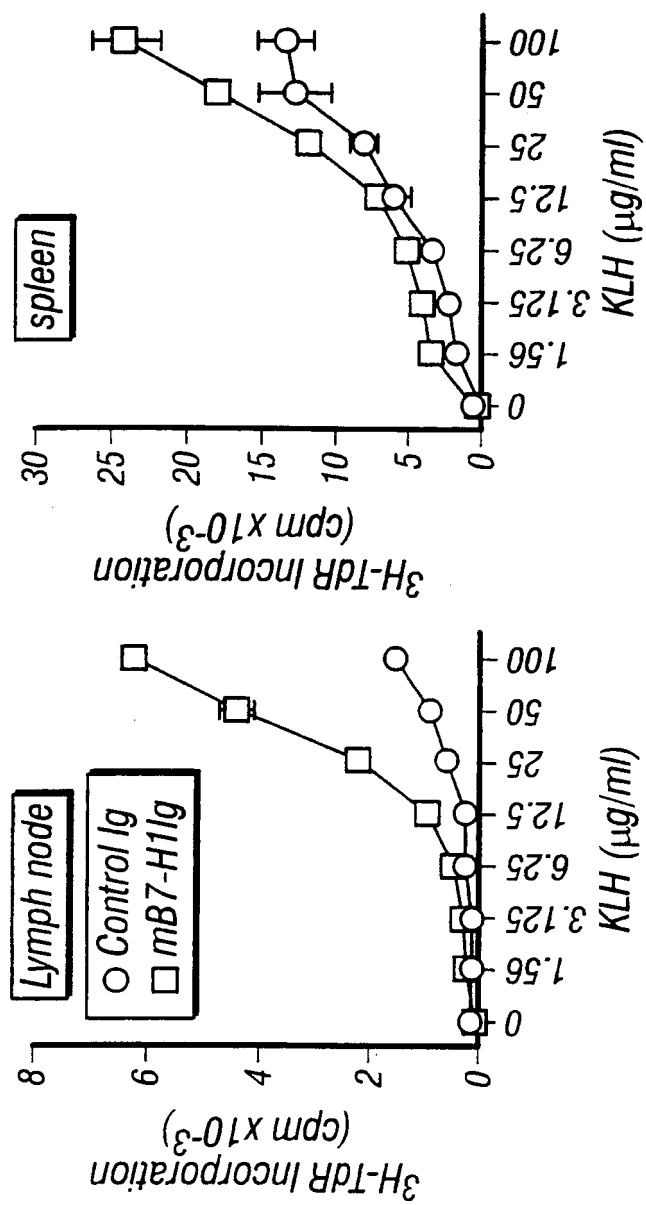 Lymph node
Control Ig
mB7-H1Ig
3H-TdR Incorporation
(cpm x10-3)
8
6
4
2
0
0
1.56
3.125
6.25
12.5
25
50
100
KLH (µg/ml)
spleen
3H-TdR Incorporation
(cpm x10-3)
30
25
20
15
10
5
0
0
1.56
3.125
6.25
12.5
25
50
100
KLH (µg/ml)